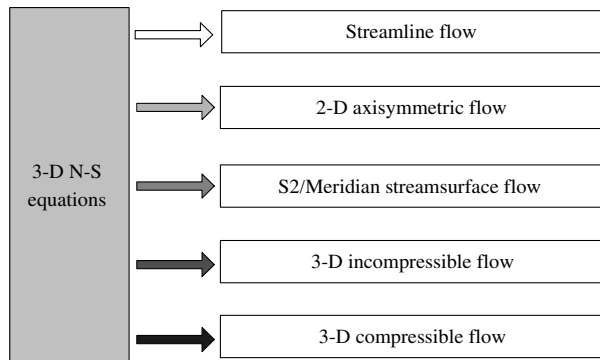 3-D N-S
equations
Streamline flow
2-D axisymmetric flow
S2/Meridian streamsurface flow
3-D incompressible flow
3-D compressible flow